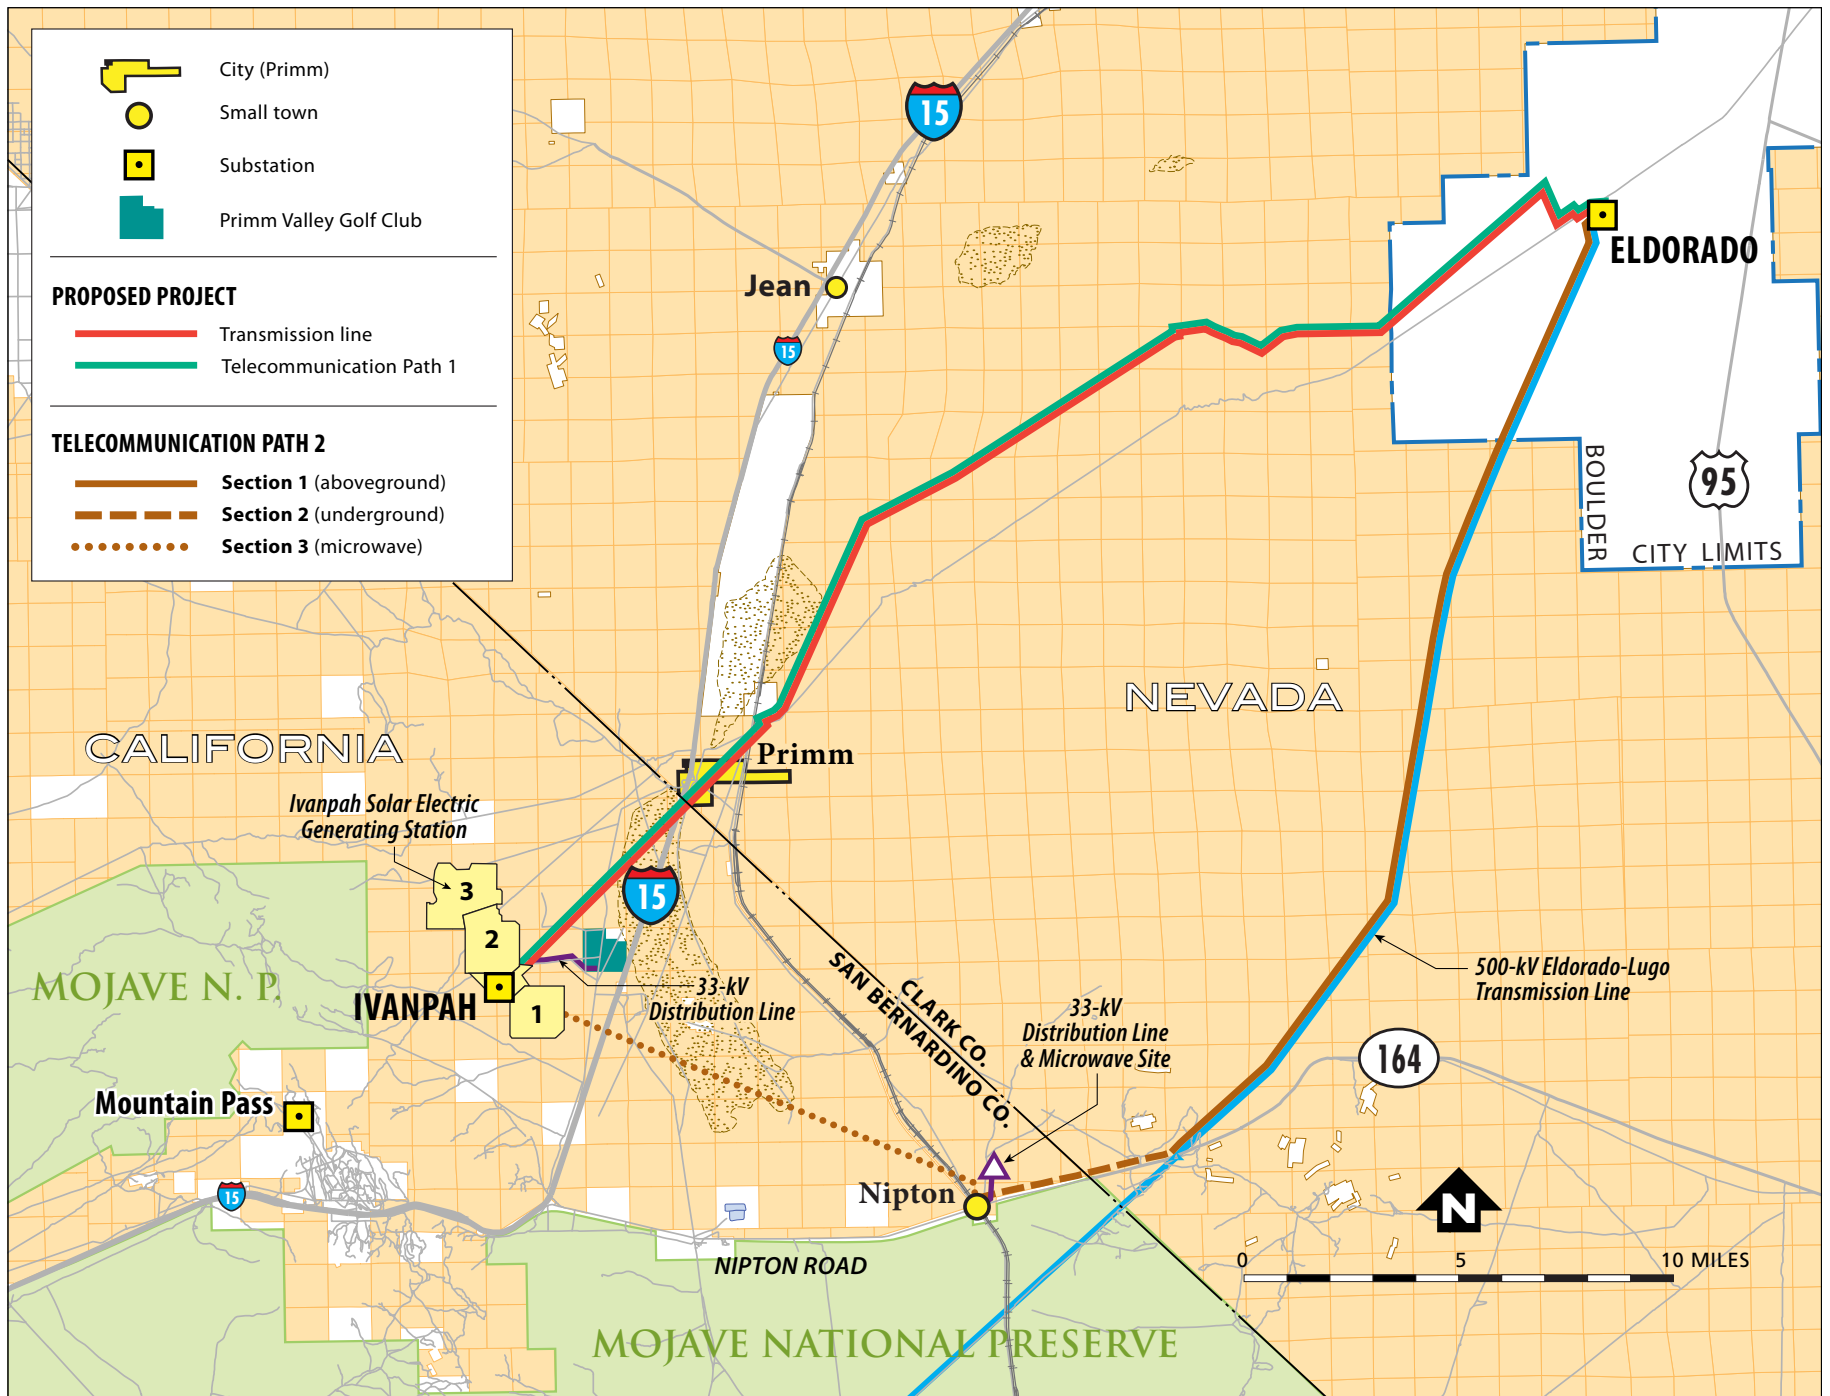 City (Primm)
Small town
Substation
Primm Valley Golf Club
PROPOSED PROJECT
Transmission line
Telecommunication Path 1
TELECOMMUNICATION PATH 2
Section 1 (aboveground)
Section 2 (underground)
Section 3 (microwave)
15
Jean
15
ELDORADO
95
BOULDER
CITY LIMITS
NEVADA
CALIFORNIA
Primm
Ivanpah Solar Electric
Generating Station
3
15
2
MOJAVE N. P.
IVANPAH
1
33-kV
Distribution Line
CLARK CO.
SAN BERNARDINO CO.
33-kV
Distribution Line
& Microwave Site
500-kV Eldorado-Lugo
Transmission Line
164
Mountain Pass
15
Nipton
NIPTON ROAD
N
0 5 10 MILES
MOJAVE NATIONAL PRESERVE